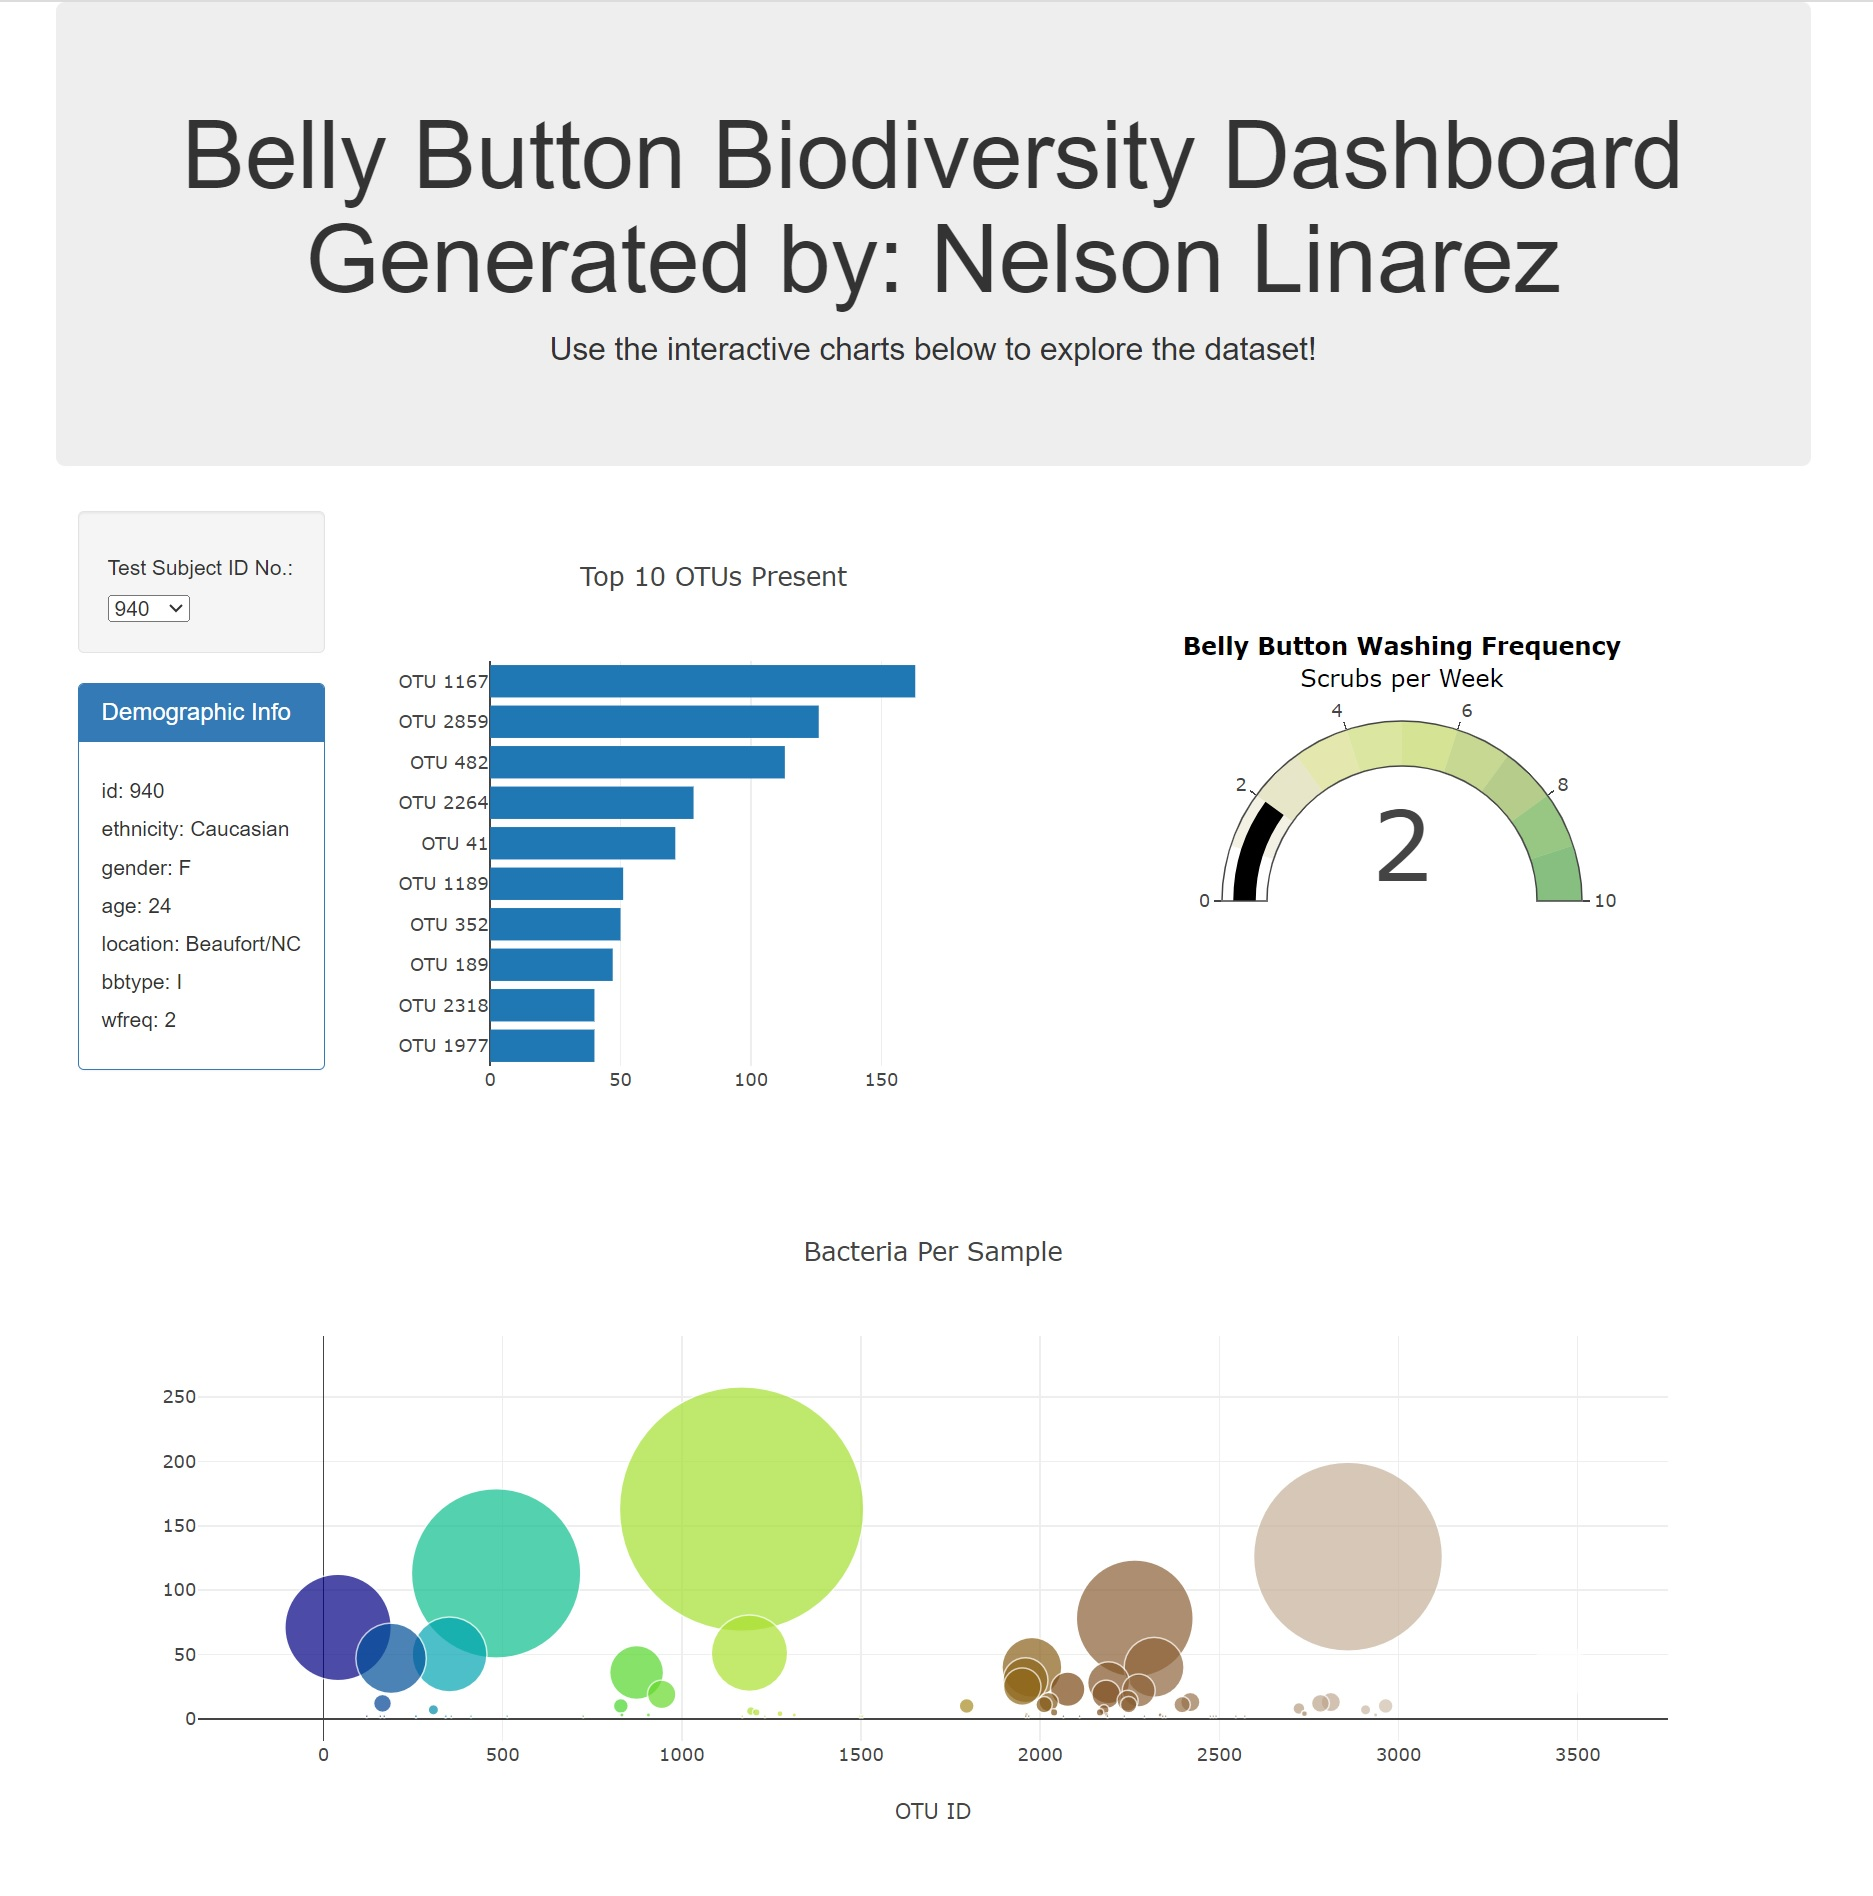 Belly Button Biodiversity Dashboard
Generated by: Nelson Linarez
Use the interactive charts below to explore the dataset!
Test Subject ID No.:
940
Demographic Info
id: 940
ethnicity: Caucasian
gender: F
age: 24
location: Beaufort/NC
bbtype: I
wfreq: 2
Top 10 OTUs Present
OTU 1167
OTU 2859
OTU 482
OTU 2264
OTU 41
OTU 1189
OTU 352
OTU 189
OTU 2318
OTU 1977
0 50 100 150
Belly Button Washing Frequency
Scrubs per Week
4 6
2 8
2
0 10
Bacteria Per Sample
250
200
150
100
50
0
0 500 1000 1500 2000 2500 3000 3500
OTU ID